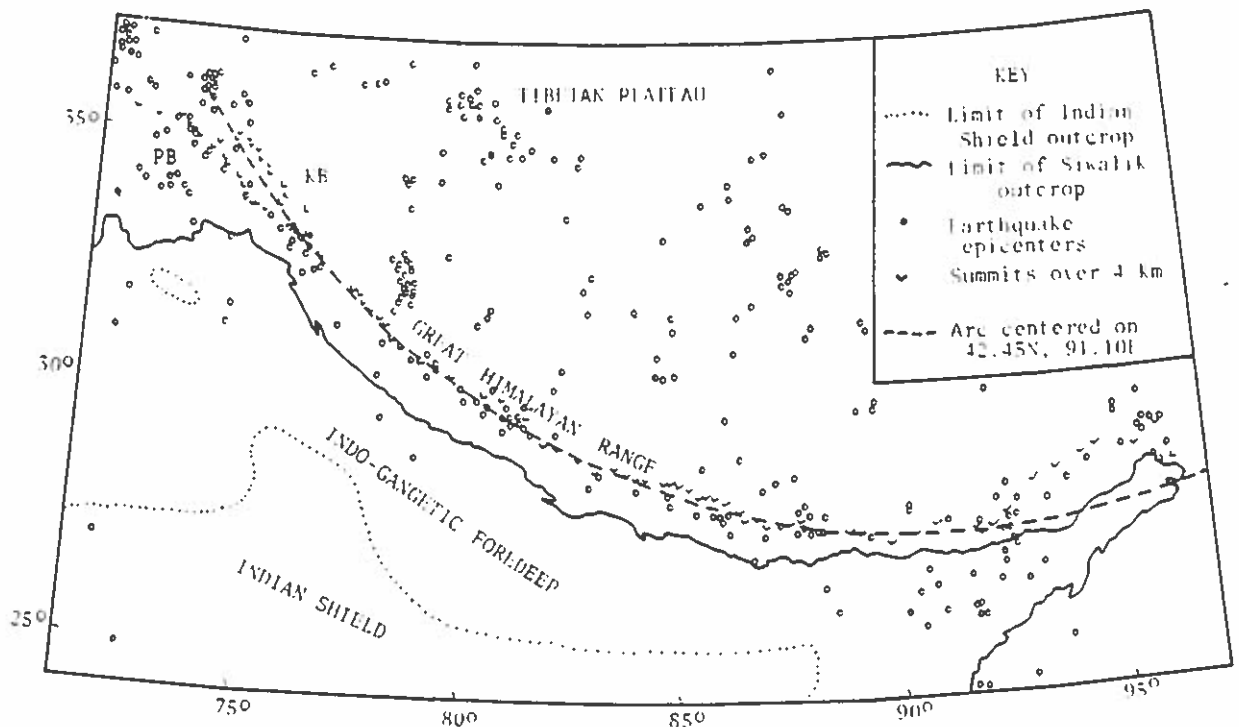 TIBETAN PLATEAU
KEY
Limit of Indian
Shield outcrop
Limit of Siwalik
outcrop
Earthquake
epicenters
Summits over 4 km
Arc centered on
42.45N, 91.10E
35°
PB
KB
30°
GREAT HIMALAYAN RANGE
INDO-GANGETIC FOREDEEP
INDIAN SHIELD
25°
75°
80°
85°
90°
95°